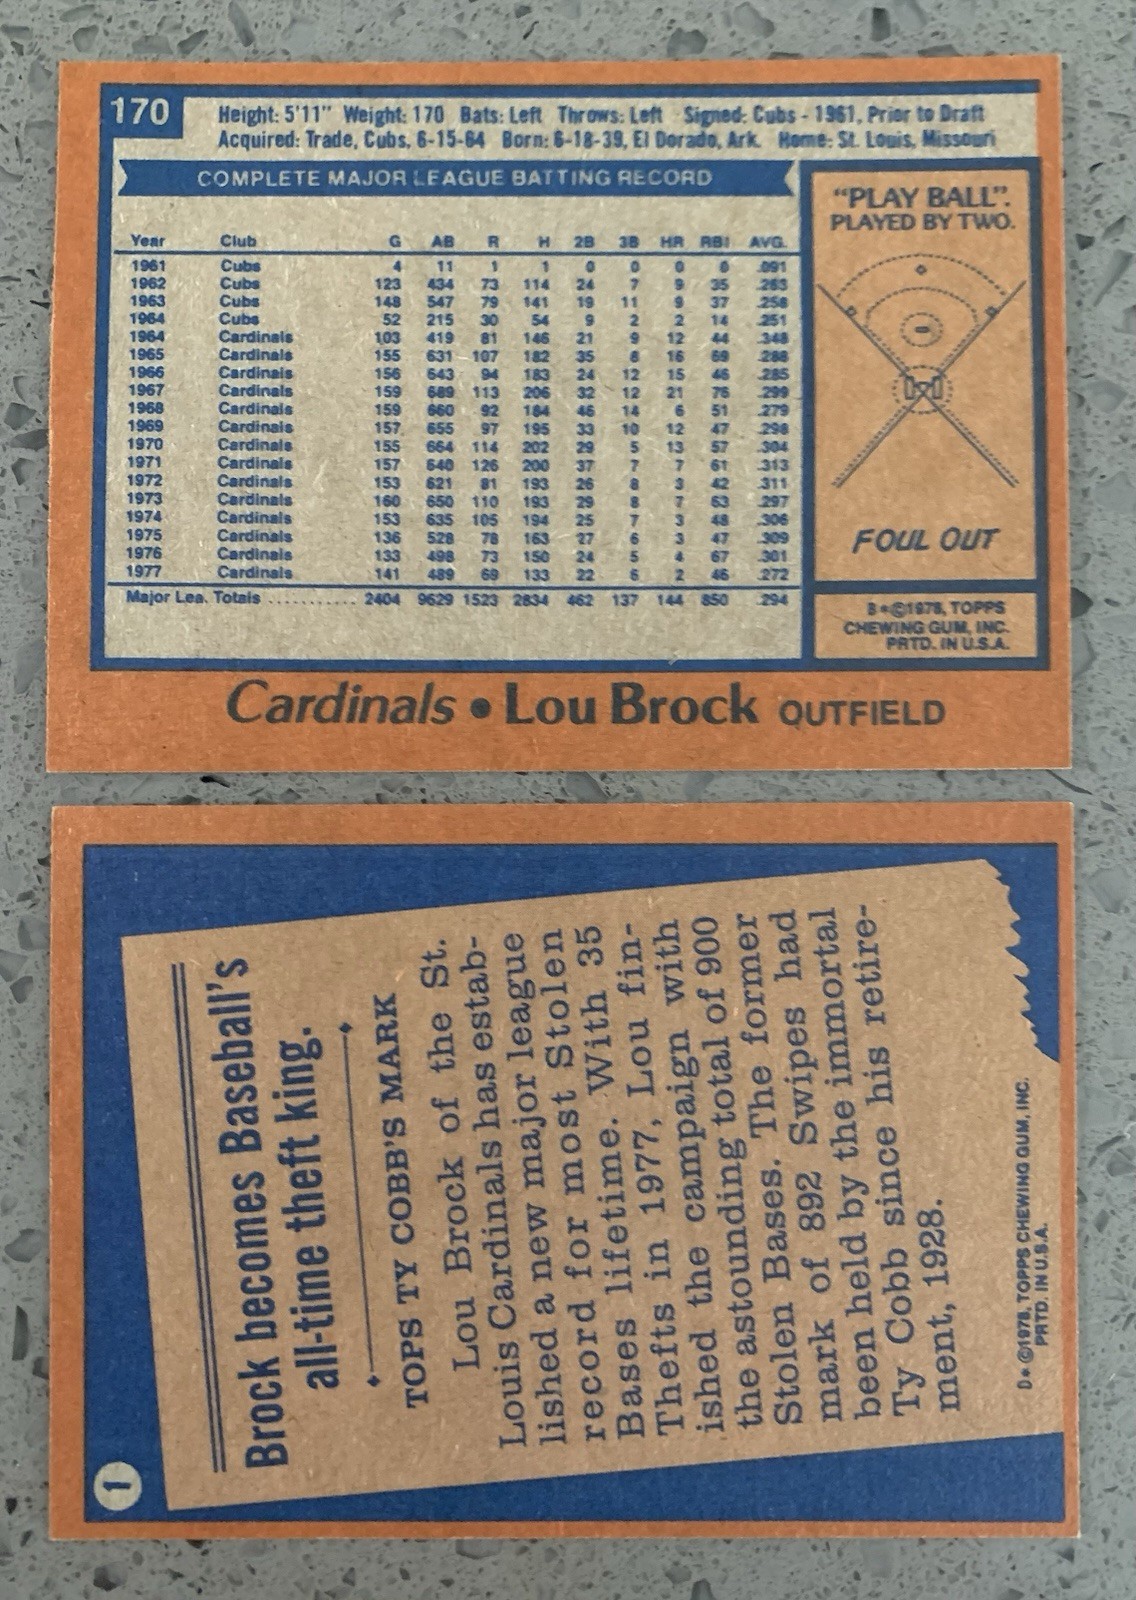 170
Height: 5'11" Weight: 170 Bats: Left Throws: Left Signed: Cubs - 1961, Prior to Draft
Acquired: Trade, Cubs, 6-15-64 Born: 6-18-39, El Dorado, Ark. Home: St. Louis, Missouri
COMPLETE MAJOR LEAGUE BATTING RECORD
Year Club G AB R H 2B 3B HR RBI AVG.
1961 Cubs 4 11 1 1 0 0 0 0 .091
1962 Cubs 123 434 73 114 24 7 9 35 .263
1963 Cubs 148 547 79 141 19 11 9 37 .258
1964 Cubs 52 215 30 54 9 2 2 14 .251
1964 Cardinals 103 419 81 146 21 9 12 44 .348
1965 Cardinals 155 631 107 182 35 8 16 69 .288
1966 Cardinals 156 643 94 183 24 12 15 46 .285
1967 Cardinals 159 689 113 206 32 12 21 76 .299
1968 Cardinals 159 660 92 184 46 14 6 51 .279
1969 Cardinals 157 655 97 195 33 10 12 47 .298
1970 Cardinals 155 664 114 202 29 5 13 57 .304
1971 Cardinals 157 640 126 200 37 7 7 61 .313
1972 Cardinals 153 621 81 193 26 8 3 42 .311
1973 Cardinals 160 650 110 193 29 8 7 63 .297
1974 Cardinals 153 635 105 194 25 7 3 48 .306
1975 Cardinals 136 528 78 163 27 6 3 47 .309
1976 Cardinals 133 498 73 150 24 5 4 67 .301
1977 Cardinals 141 489 69 133 22 6 2 46 .272
Major Lea. Totals ........... 2404 9629 1523 2834 462 137 144 850 .294
"PLAY BALL".
PLAYED BY TWO.
FOUL OUT
B*©1978, TOPPS
CHEWING GUM, INC.
PRTD. IN U.S.A.
Cardinals • Lou Brock OUTFIELD
1
Brock becomes Baseball's
all-time theft king.
TOPS TY COBB'S MARK
Lou Brock of the St.
Louis Cardinals has estab-
lished a new major league
record for most Stolen
Bases lifetime. With 35
Thefts in 1977, Lou fin-
ished the campaign with
the astounding total of 900
Stolen Bases. The former
mark of 892 Swipes had
been held by the immortal
Ty Cobb since his retire-
ment, 1928.
D* ©1978, TOPPS CHEWING GUM, INC.
PRTD. IN U.S.A.